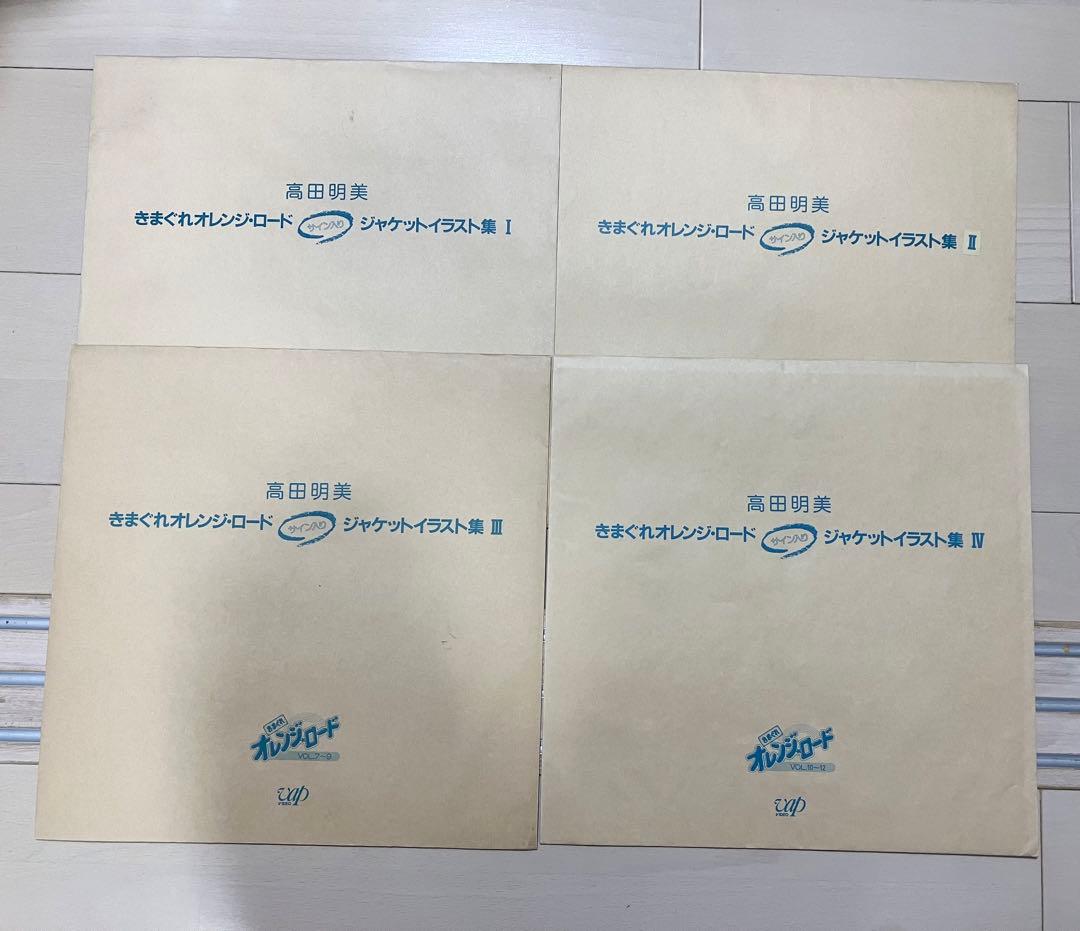 高田明美
きまぐれオレンジ・ロード サイン入り ジャケットイラスト集 Ⅰ
高田明美
きまぐれオレンジ・ロード サイン入り ジャケットイラスト集 Ⅱ
高田明美
きまぐれオレンジ・ロード サイン入り ジャケットイラスト集 Ⅲ
きまぐれ
オレンジ・ロード
VOL.7〜9
vap
VIDEO
高田明美
きまぐれオレンジ・ロード サイン入り ジャケットイラスト集 Ⅳ
きまぐれ
オレンジ・ロード
VOL.10〜12
vap
VIDEO